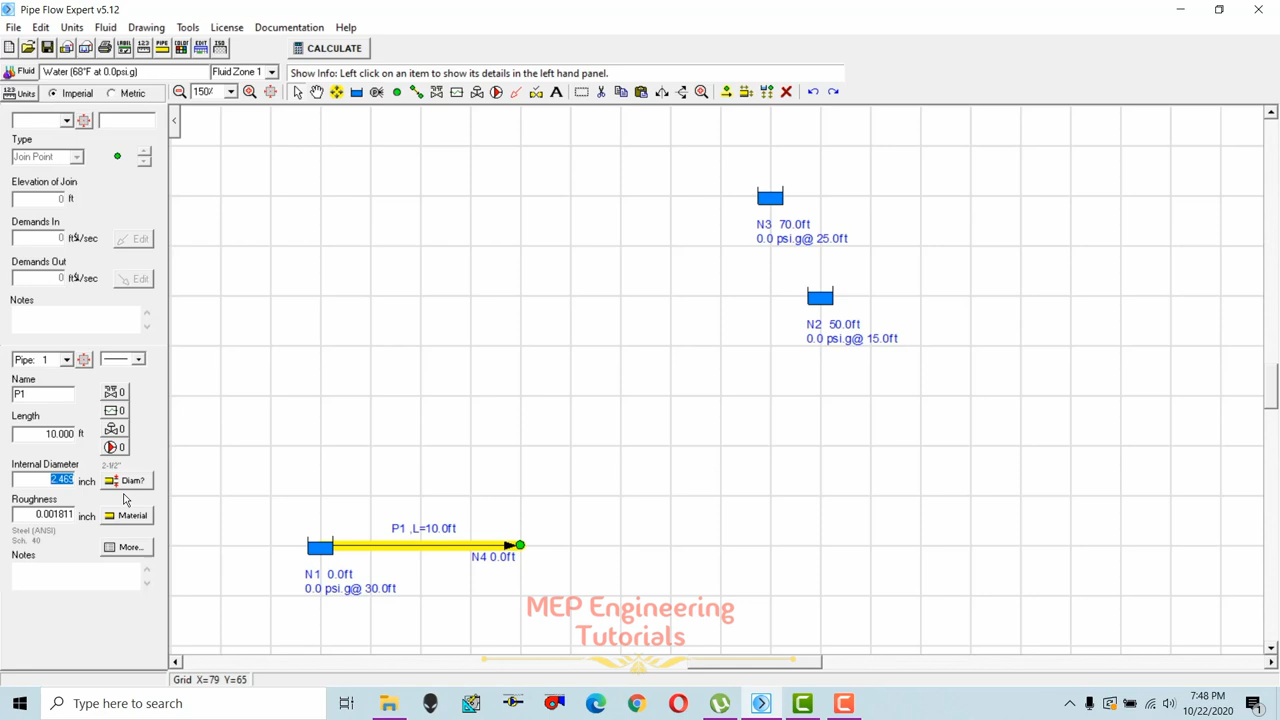 Pipe Flow Expert v5.12
File Edit Units Fluid Drawing Tools License Documentation Help
CALCULATE
Fluid Water (68°F at 0.0psi.g) Fluid Zone 1 Show Info: Left click on an item to show its details in the left hand panel.
Units Imperial Metric 150%
Type
Join Point
Elevation of Join
0 ft
Demands In
0 ft³/sec Edit
Demands Out
0 ft³/sec Edit
Notes
Pipe: 1
Name
P1 0
0
Length
10.000 ft 0
0
Internal Diameter 2-1/2"
2.469 inch Diam?
Roughness
0.001811 inch Material
Steel (ANSI)
Sch. 40
Notes More...
N3 70.0ft
0.0 psi.g@ 25.0ft
N2 50.0ft
0.0 psi.g@ 15.0ft
P1 ,L=10.0ft
N4 0.0ft
N1 0.0ft
0.0 psi.g@ 30.0ft
MEP Engineering
Tutorials
Grid X=79 Y=65
Type here to search
7:48 PM
10/22/2020